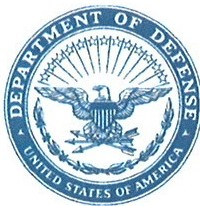 DEPARTMENT OF DEFENSE
UNITED STATES OF AMERICA